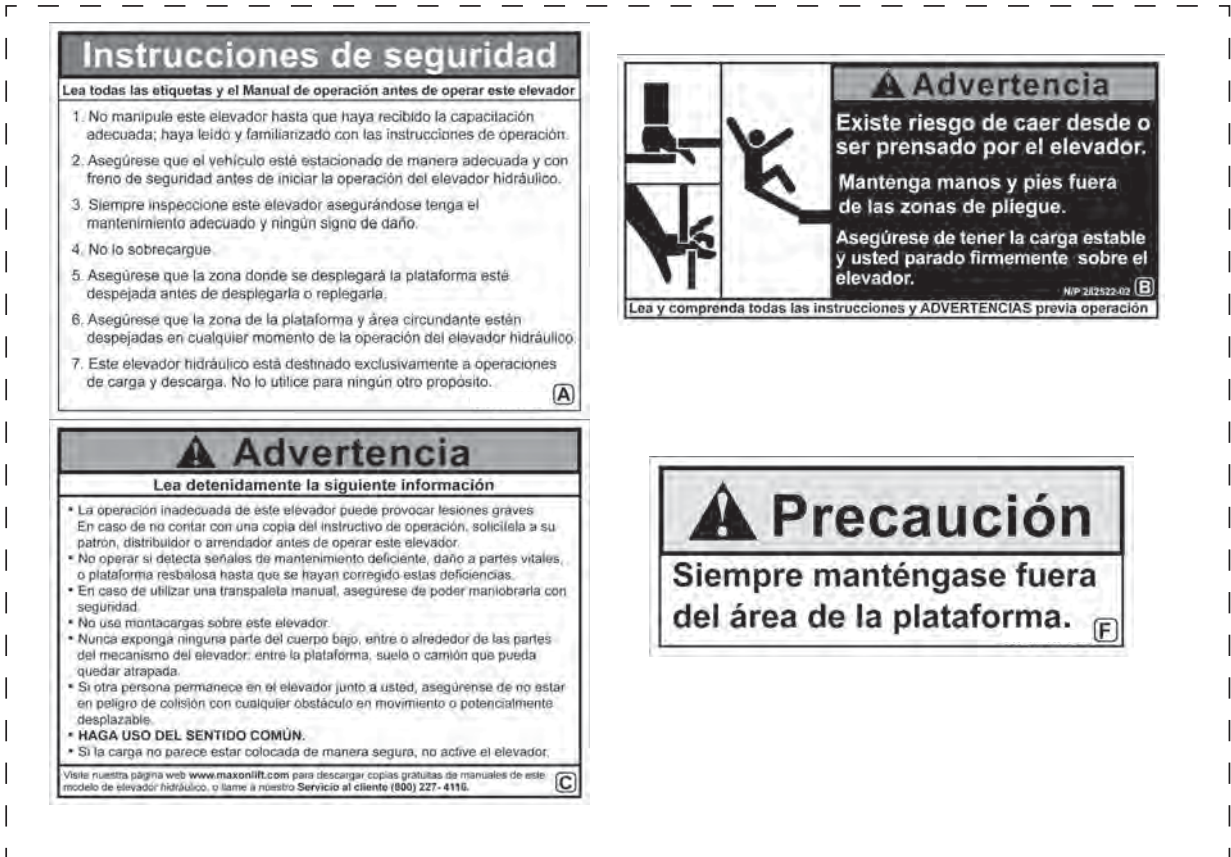 Instrucciones de seguridad
Lea todas las etiquetas y el Manual de operación antes de operar este elevador
1. No manipule este elevador hasta que haya recibido la capacitación
adecuada; haya leído y familiarizado con las instrucciones de operación.
2. Asegúrese que el vehículo esté estacionado de manera adecuada y con
freno de seguridad antes de iniciar la operación del elevador hidráulico.
3. Siempre inspeccione este elevador asegurándose tenga el
mantenimiento adecuado y ningún signo de daño.
4. No lo sobrecargue.
5. Asegúrese que la zona donde se desplegará la plataforma esté
despejada antes de desplegarla o replegarla.
6. Asegúrese que la zona de la plataforma y área circundante estén
despejadas en cualquier momento de la operación del elevador hidráulico.
7. Este elevador hidráulico está destinado exclusivamente a operaciones
de carga y descarga. No lo utilice para ningún otro propósito.
A
Advertencia
Existe riesgo de caer desde o
ser prensado por el elevador.
Mantenga manos y pies fuera
de las zonas de pliegue.
Asegúrese de tener la carga estable
y usted parado firmemente sobre el
elevador.
N/P 282522-02 B
Lea y comprenda todas las instrucciones y ADVERTENCIAS previa operación
Advertencia
Lea detenidamente la siguiente información
• La operación inadecuada de este elevador puede provocar lesiones graves
En caso de no contar con una copia del instructivo de operación, solicítela a su
patrón, distribuidor o arrendador antes de operar este elevador.
• No operar si detecta señales de mantenimiento deficiente, daño a partes vitales,
o plataforma resbalosa hasta que se hayan corregido estas deficiencias.
• En caso de utilizar una transpaleta manual, asegúrese de poder maniobrarla con
seguridad.
• No use montacargas sobre este elevador.
• Nunca exponga ninguna parte del cuerpo bajo, entre o alrededor de las partes
del mecanismo del elevador; entre la plataforma, suelo o camión que pueda
quedar atrapada.
• Si otra persona permanece en el elevador junto a usted, asegúrense de no estar
en peligro de colisión con cualquier obstáculo en movimiento o potencialmente
desplazable.
• HAGA USO DEL SENTIDO COMÚN.
• Si la carga no parece estar colocada de manera segura, no active el elevador.
Visite nuestra página web www.maxonlift.com para descargar copias gratuitas de manuales de este
modelo de elevador hidráulico, o llame a nuestro Servicio al cliente (800) 227-4116.
C
Precaución
Siempre manténgase fuera
del área de la plataforma.
F